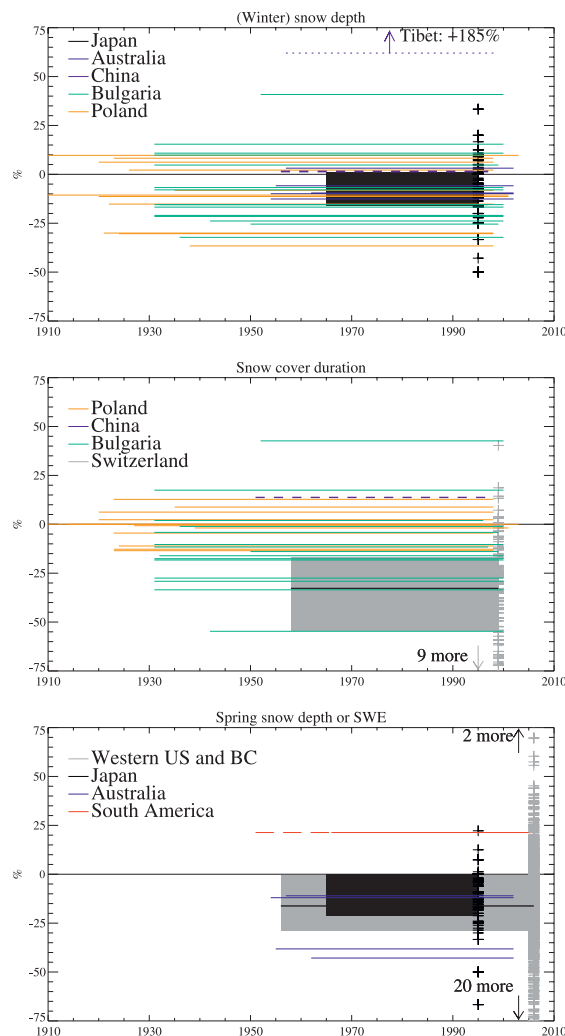 (Winter) snow depth
75
Japan
Australia
China
Bulgaria
Poland
Tibet: +185%
50
25
%
0
-25
-50
-75
1910 1930 1950 1970 1990 2010
Snow cover duration
75
Poland
China
Bulgaria
Switzerland
50
25
%
0
-25
-50
9 more
-75
1910 1930 1950 1970 1990 2010
Spring snow depth or SWE
75
2 more
Western US and BC
Japan
Australia
South America
50
25
%
0
-25
-50
20 more
-75
1910 1930 1950 1970 1990 2010